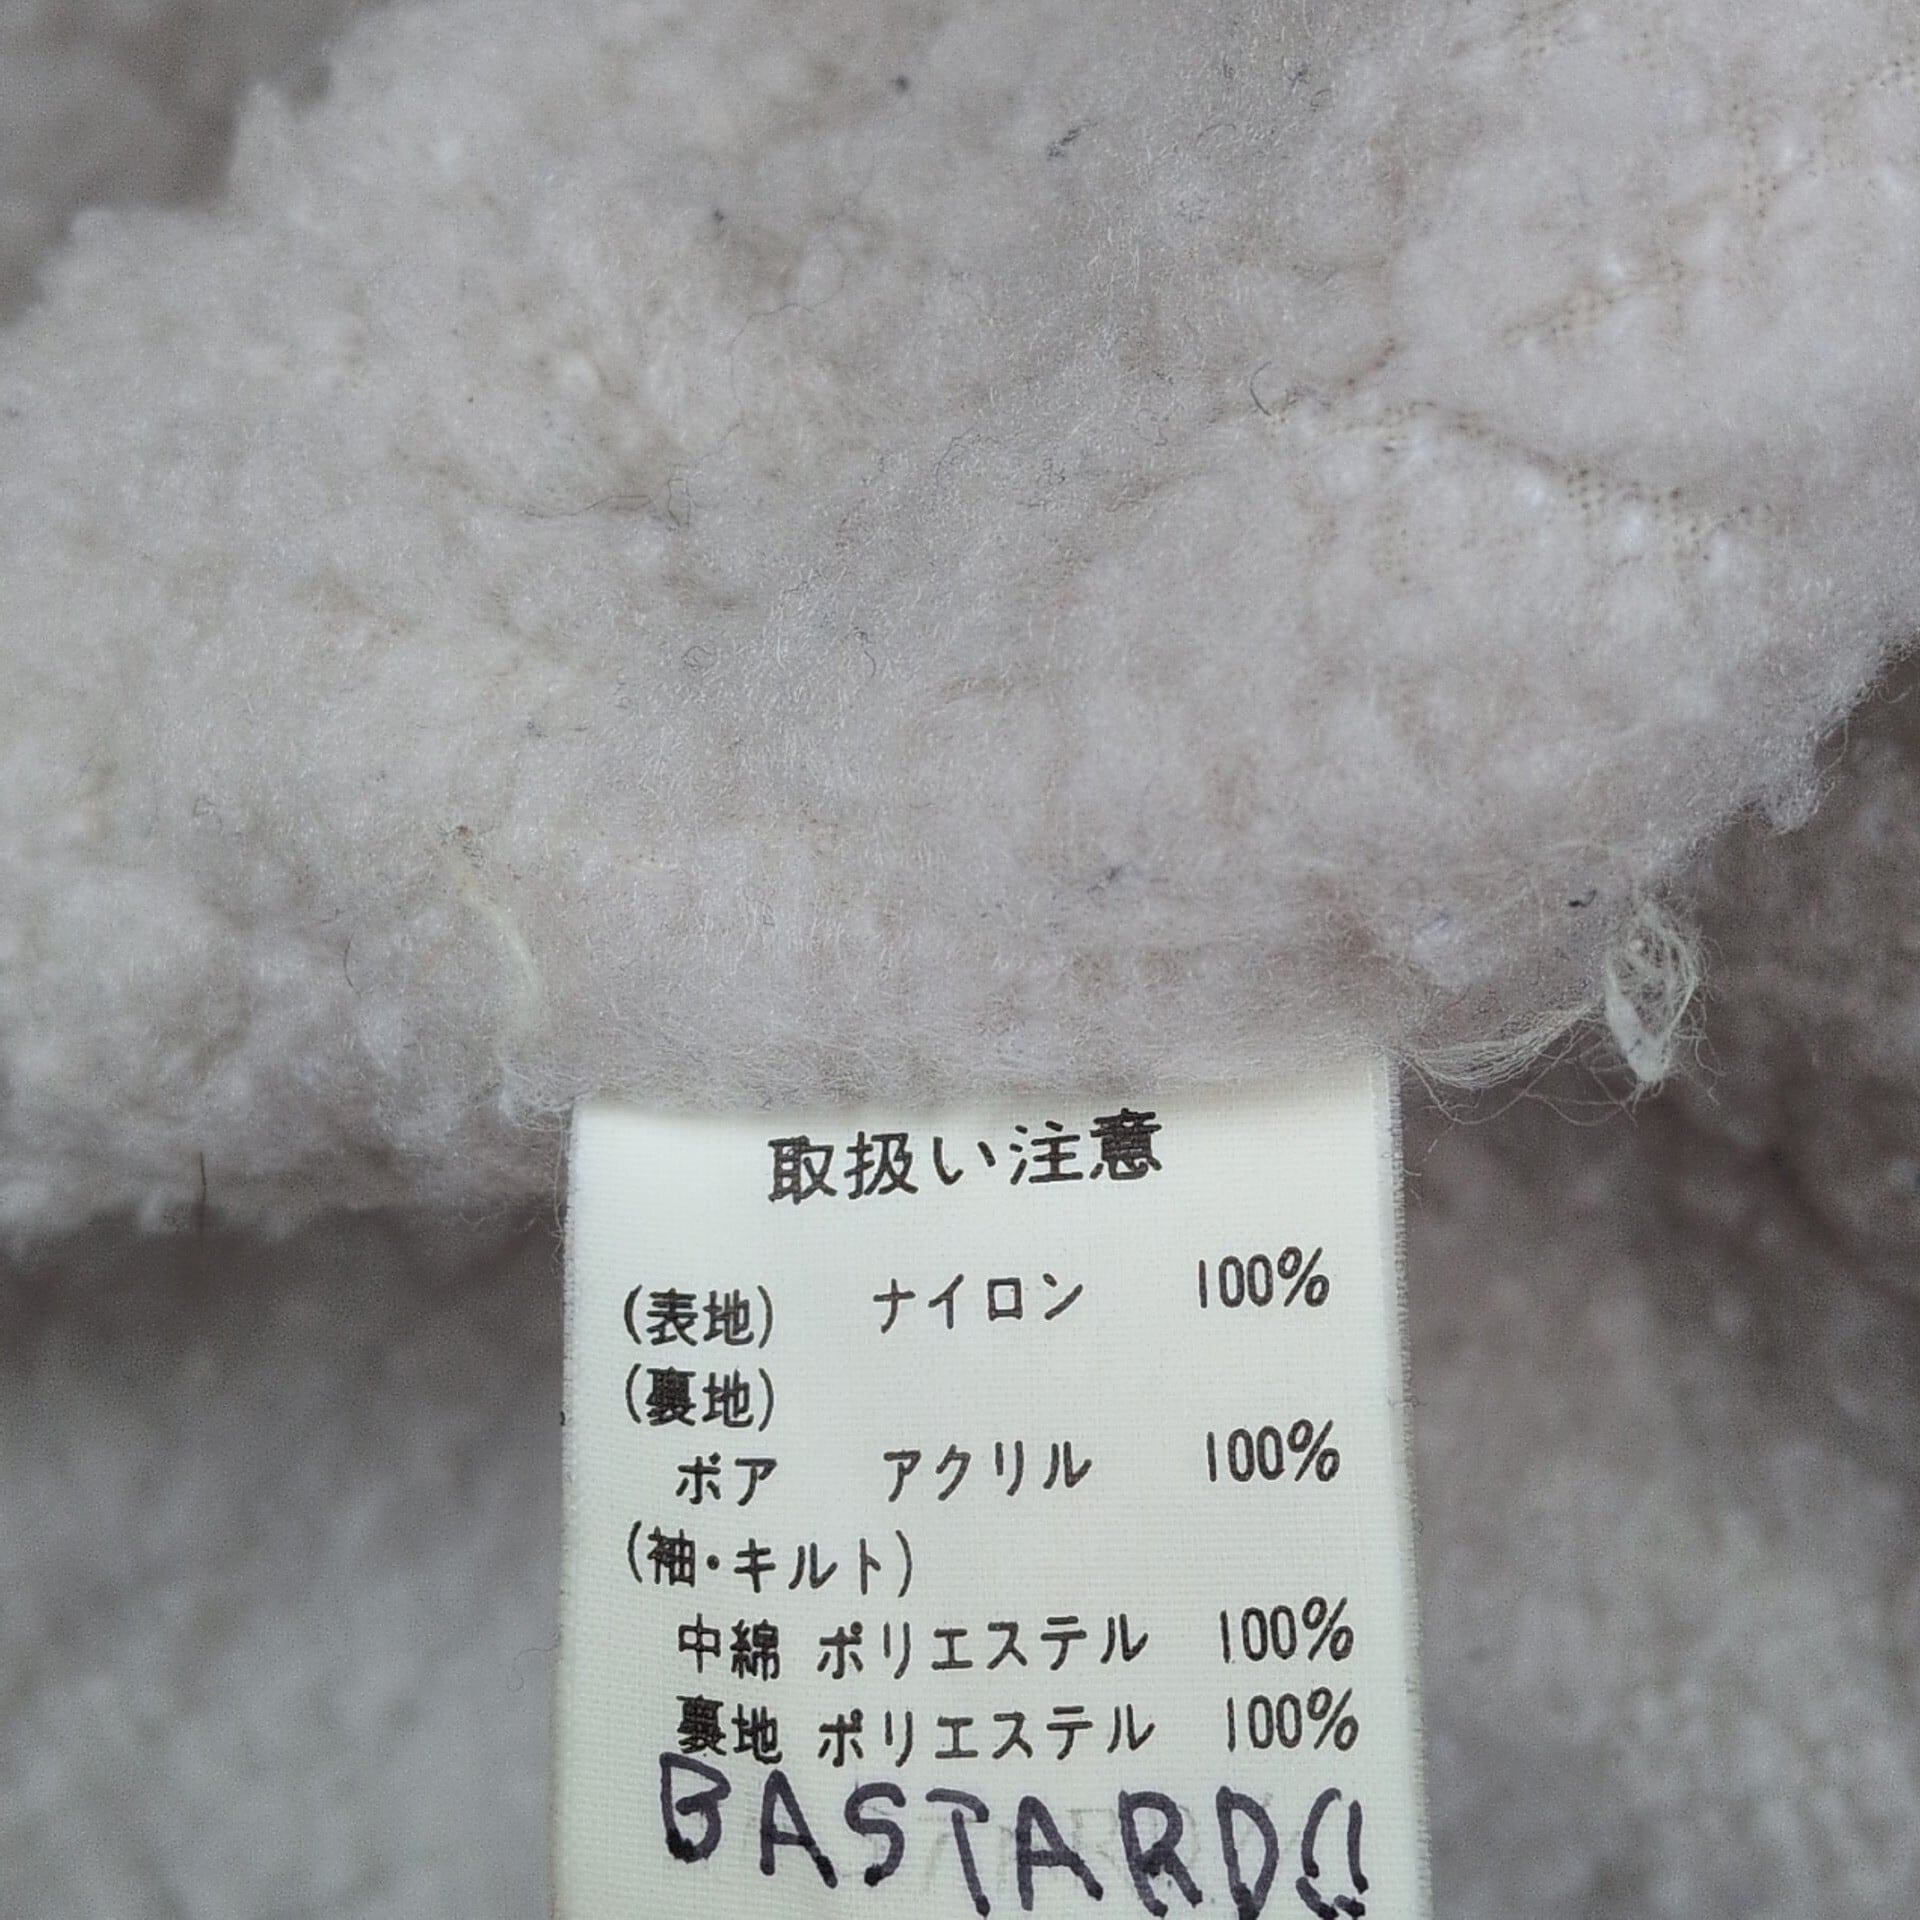 取扱い注意
(表地) ナイロン 100%
(裏地)
ボア アクリル 100%
(袖・キルト)
中綿 ポリエステル 100%
裏地 ポリエステル 100%
BASTARD